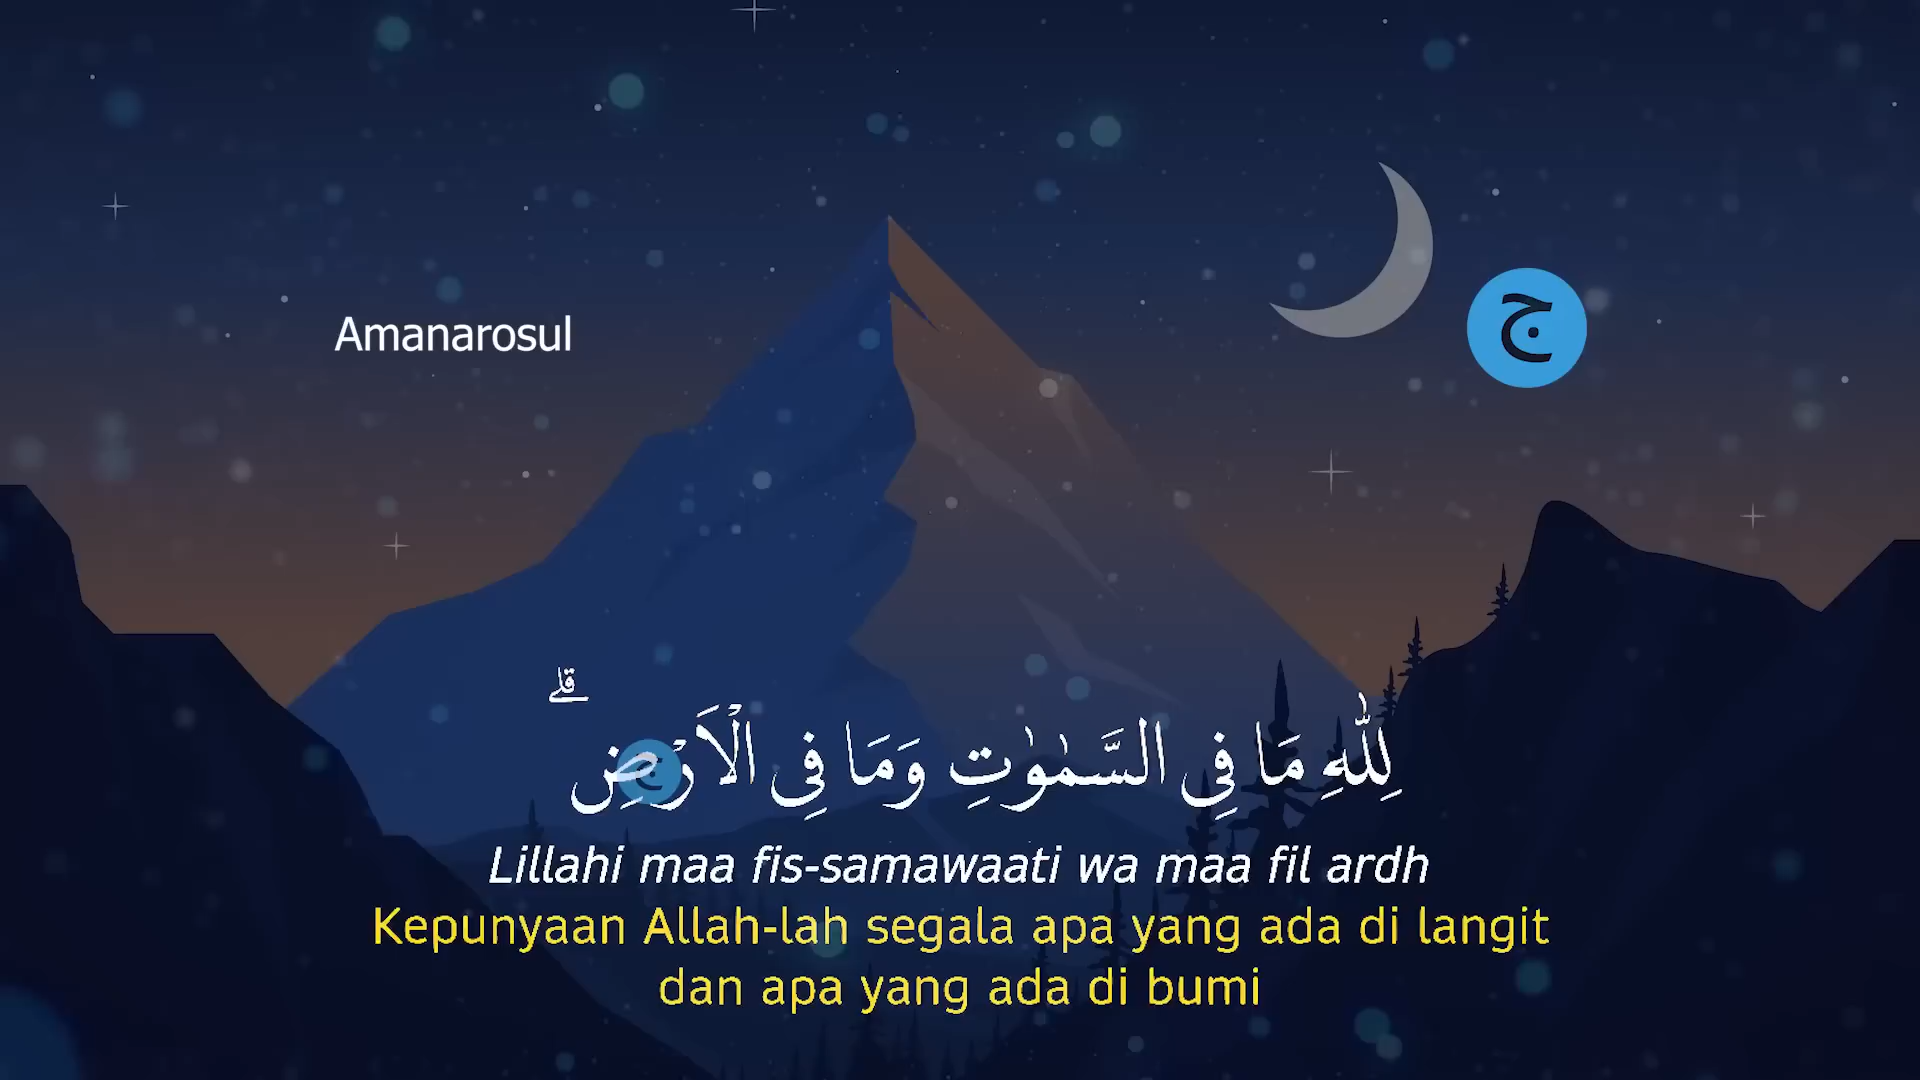 Amanarosul
ج
لِلّٰهِ مَا فِى السَّمٰوٰتِ وَمَا فِى الْاَرْضِ ۗ
ج
Lillahi maa fis-samawaati wa maa fil ardh
Kepunyaan Allah-lah segala apa yang ada di langit
dan apa yang ada di bumi